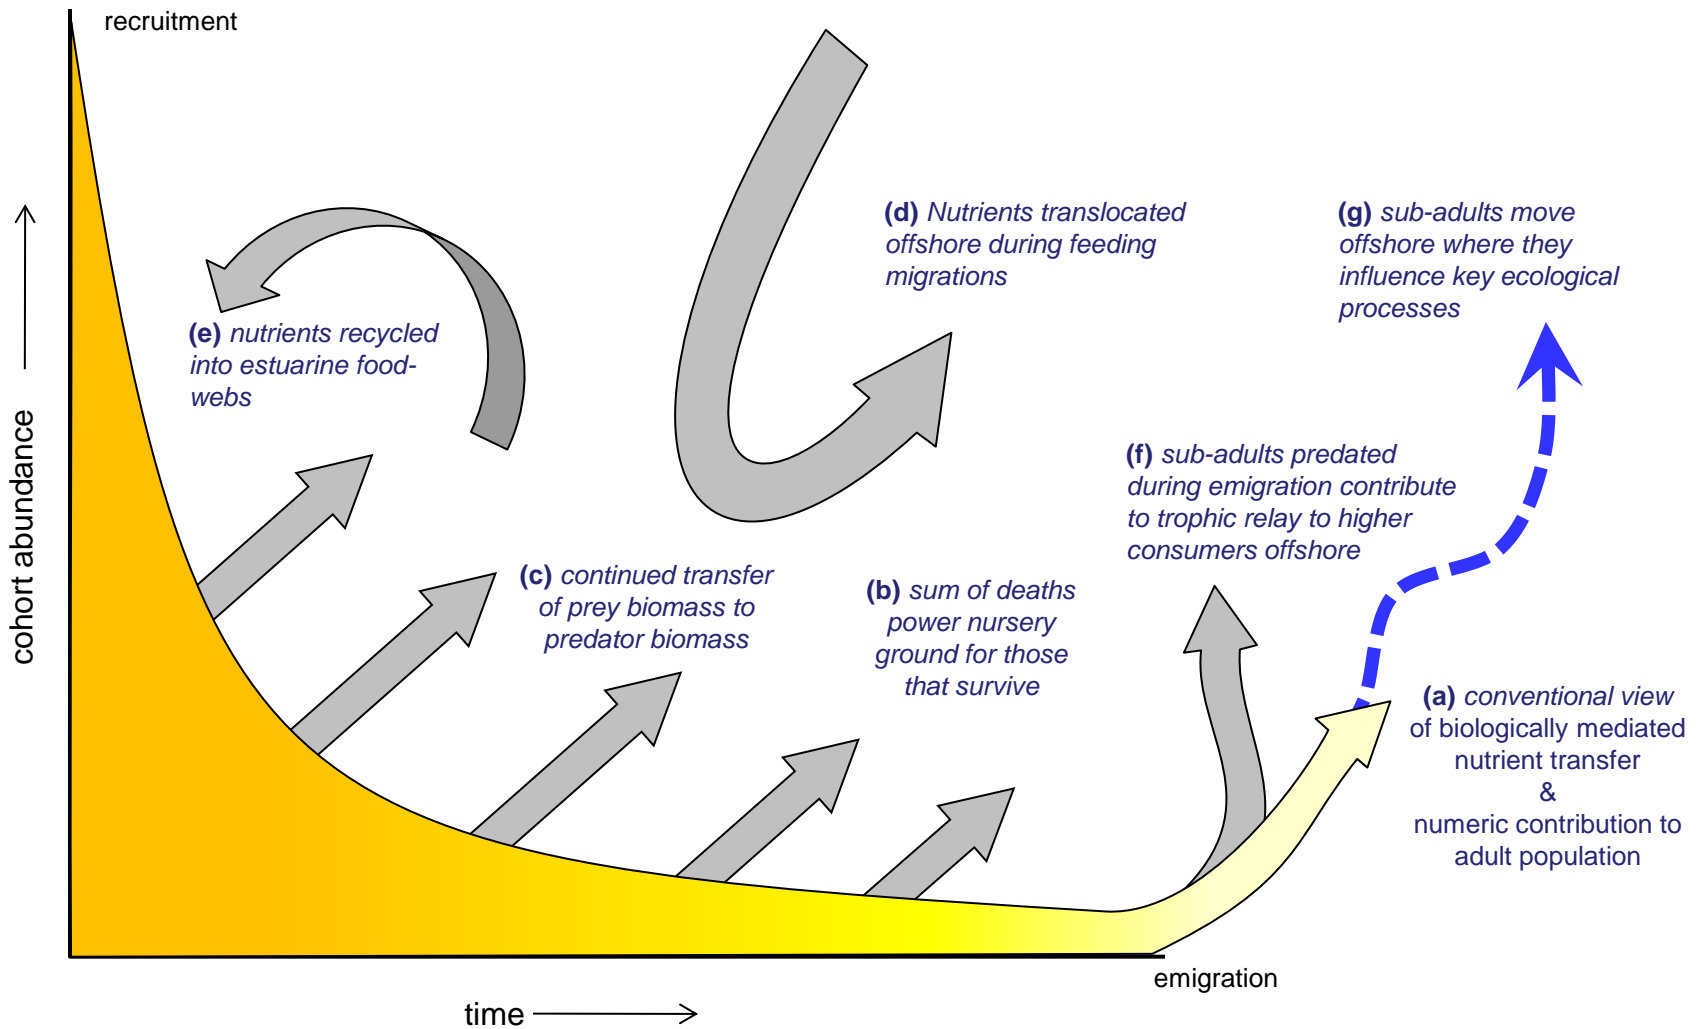 recruitment
(d) Nutrients translocated
offshore during feeding
migrations
(g) sub-adults move
offshore where they
influence key ecological
processes
(e) nutrients recycled
into estuarine food-
webs
cohort abundance
(f) sub-adults predated
during emigration contribute
to trophic relay to higher
consumers offshore
(c) continued transfer
of prey biomass to
predator biomass
(b) sum of deaths
power nursery
ground for those
that survive
(a) conventional view
of biologically mediated
nutrient transfer
&
numeric contribution to
adult population
emigration
time